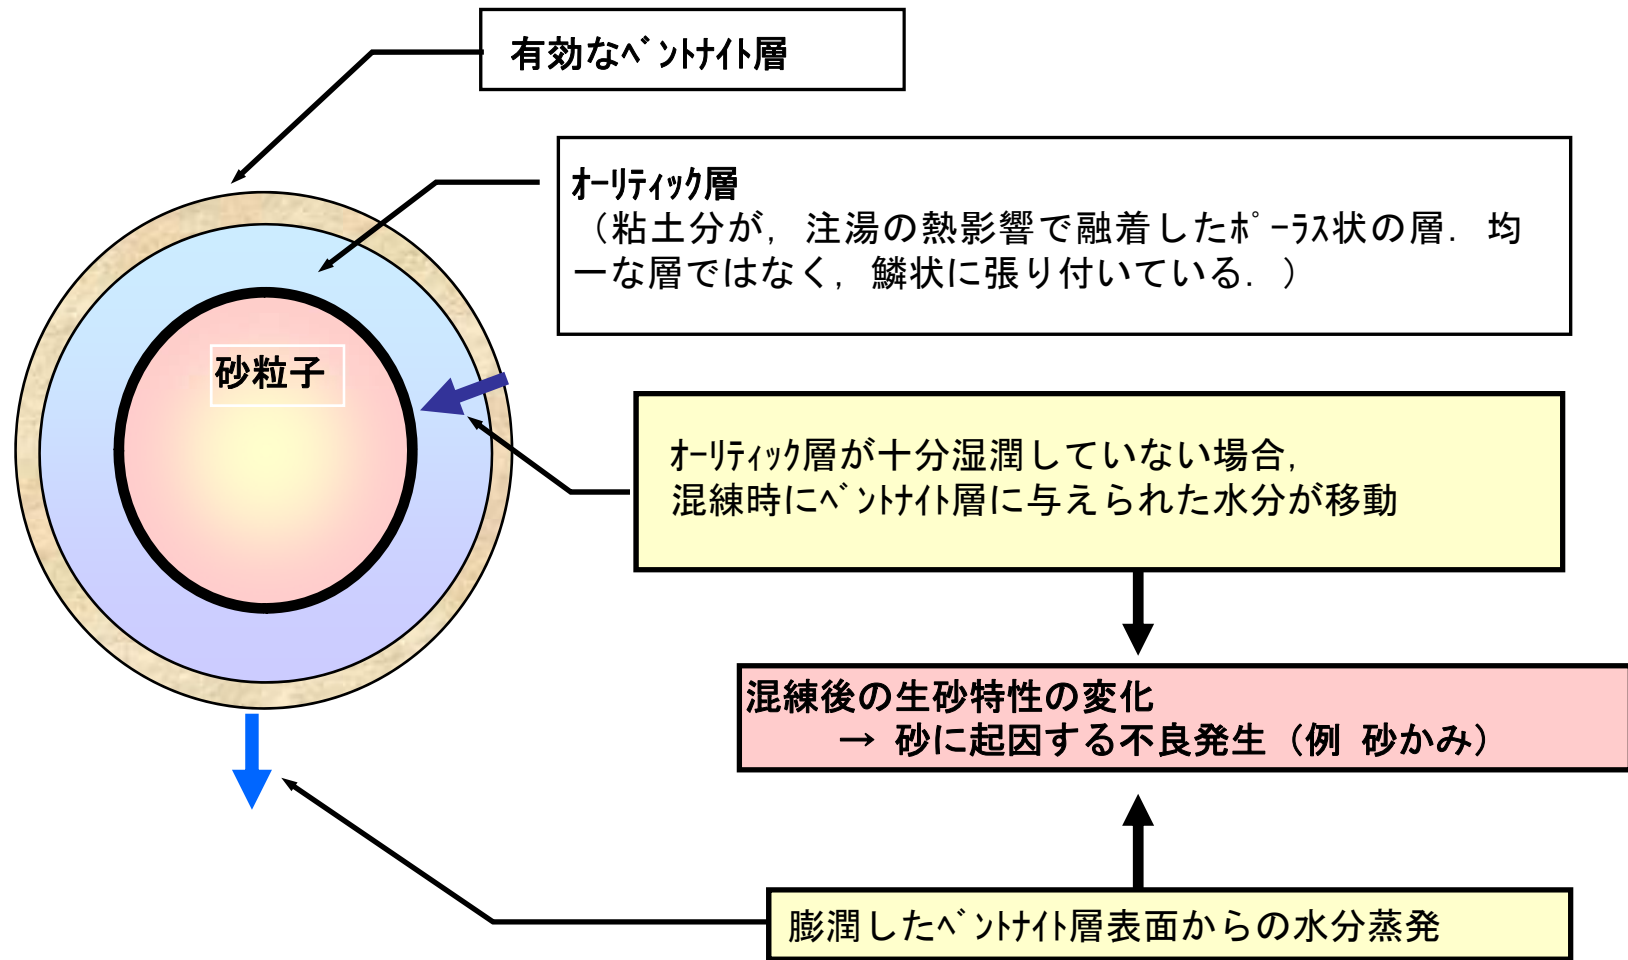 有効なﾍﾞﾝﾄﾅｲﾄ層
ｵｰﾘﾃｨｯｸ層
（粘土分が，注湯の熱影響で融着したﾎﾟｰﾗｽ状の層．均
一な層ではなく，鱗状に張り付いている．）
砂粒子
ｵｰﾘﾃｨｯｸ層が十分湿潤していない場合，
混練時にﾍﾞﾝﾄﾅｲﾄ層に与えられた水分が移動
混練後の生砂特性の変化
→ 砂に起因する不良発生（例 砂かみ）
膨潤したﾍﾞﾝﾄﾅｲﾄ層表面からの水分蒸発